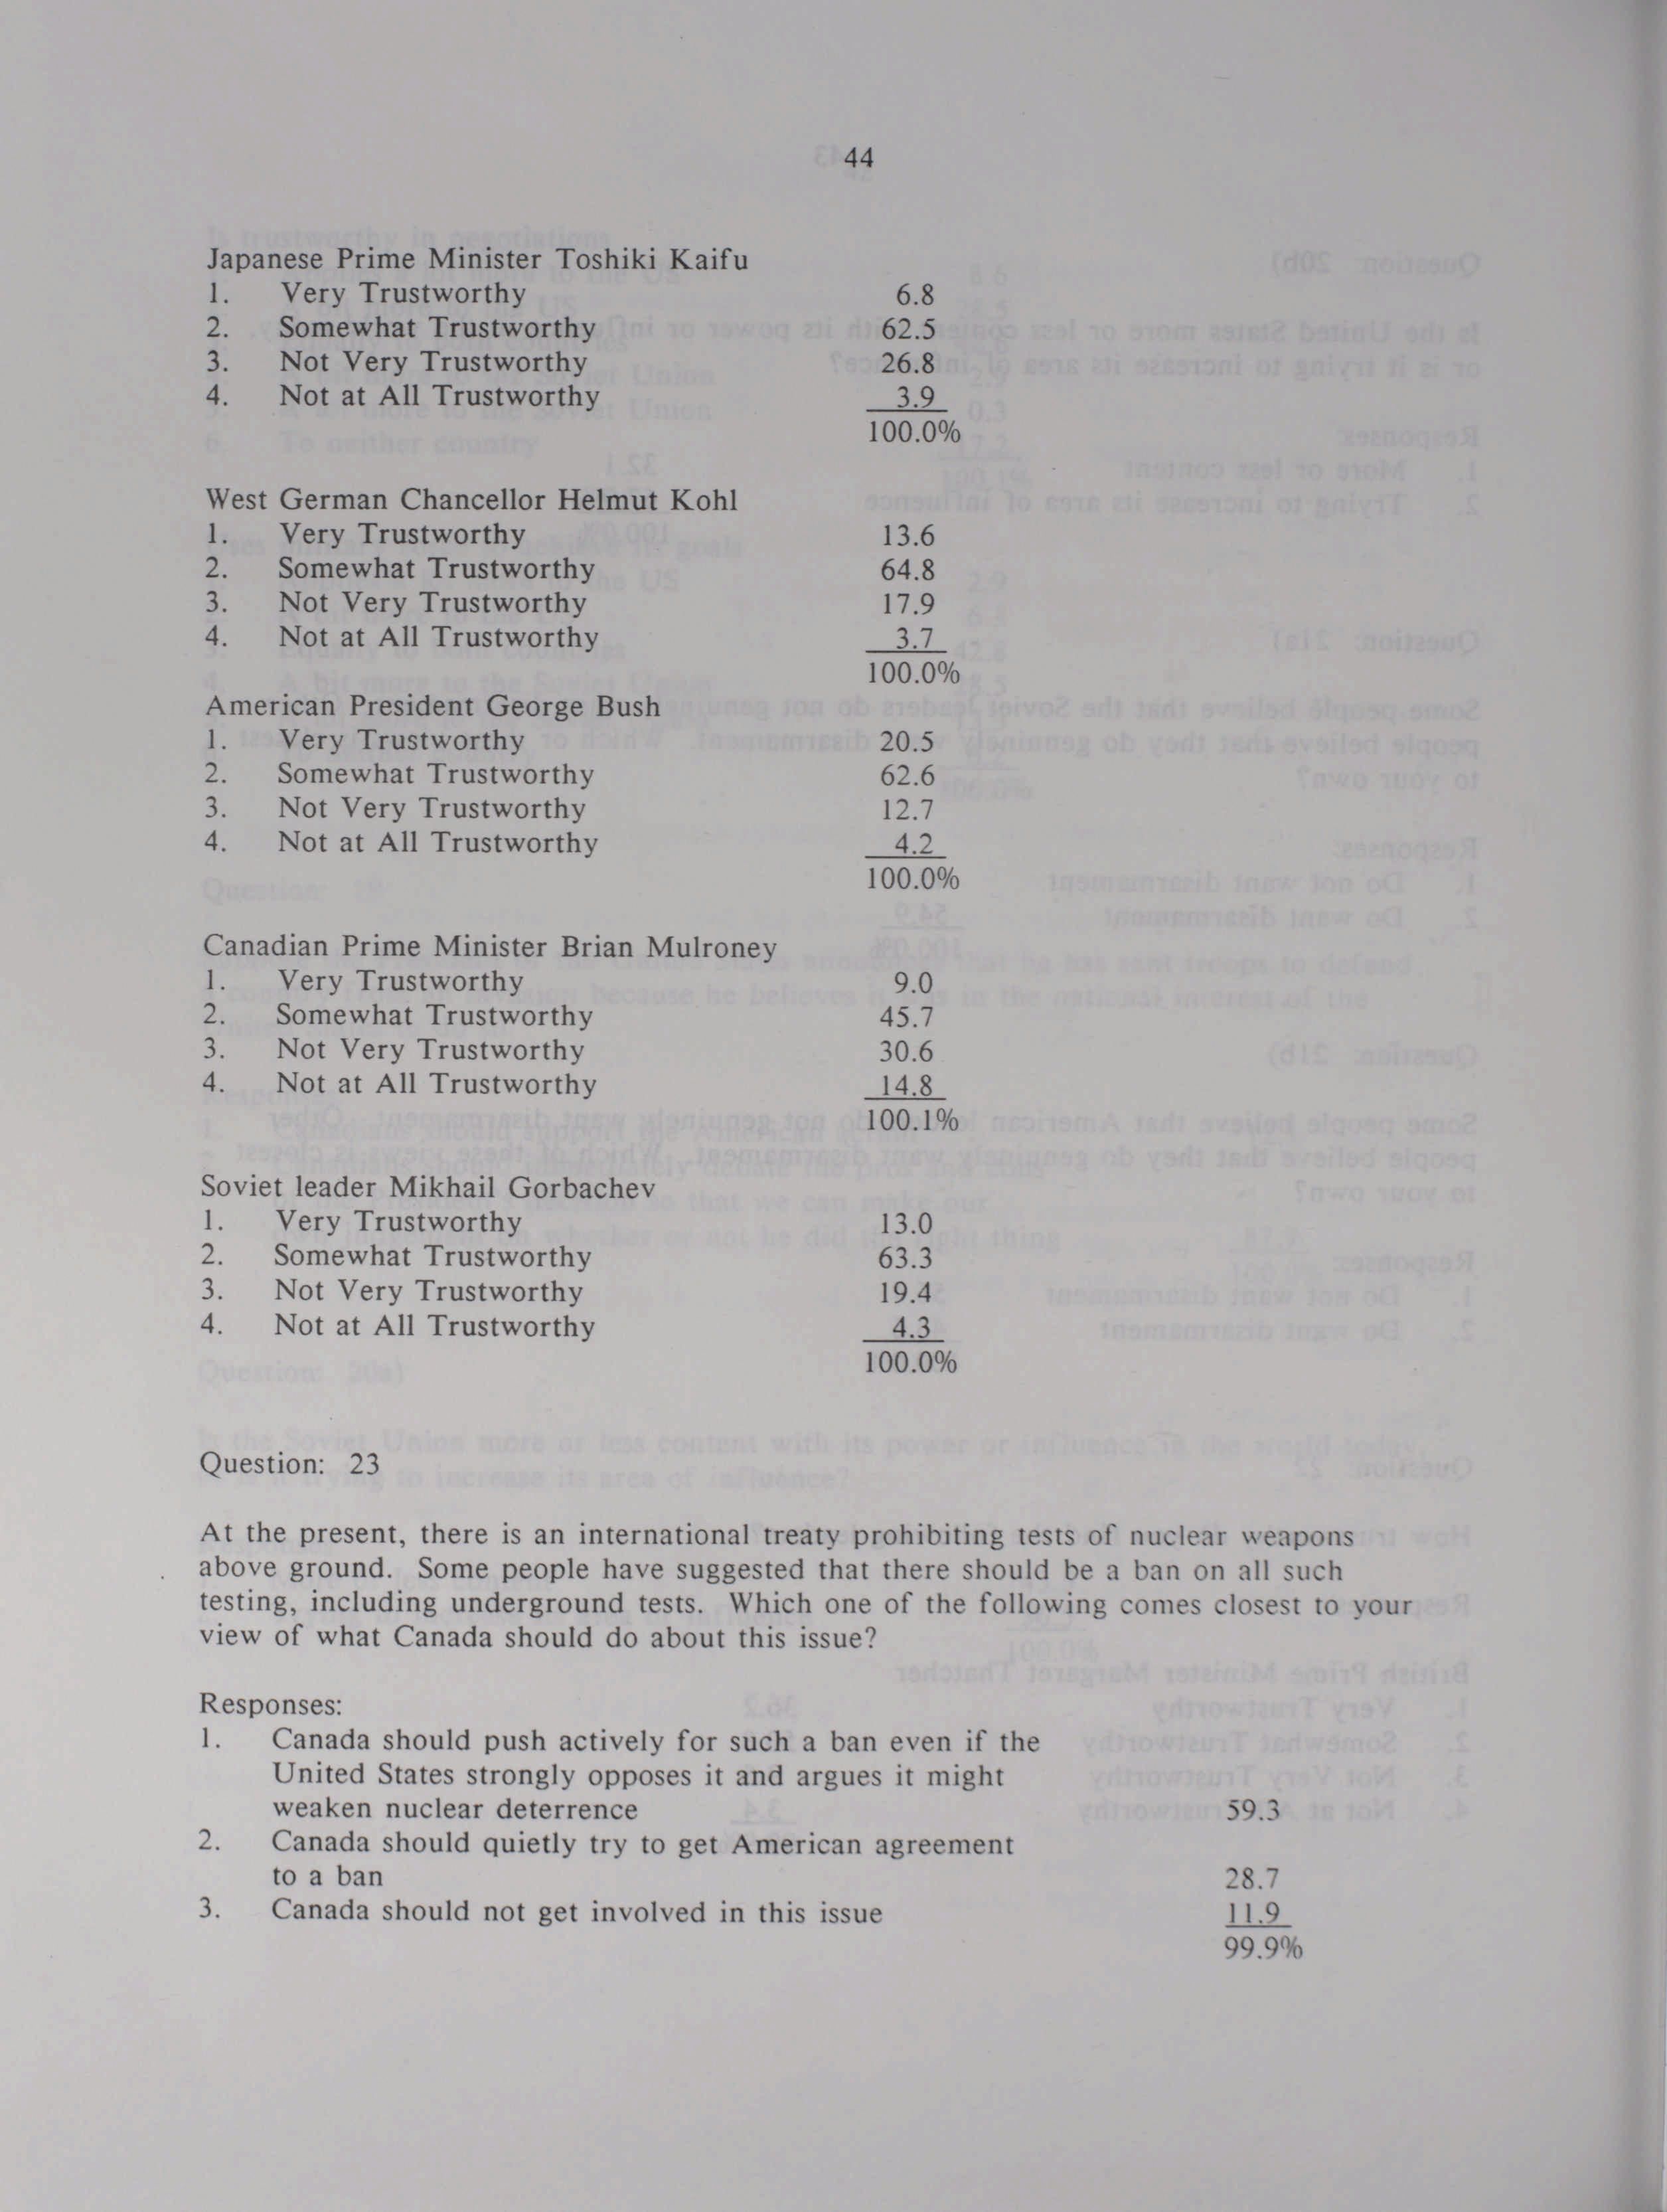 44
Japanese Prime Minister Toshiki Kaifu
1. Very Trustworthy 6.8
2. Somewhat Trustworthy 62.5
3. Not Very Trustworthy 26.8
4. Not at All Trustworthy 3.9
100.0%
West German Chancellor Helmut Kohl
1. Very Trustworthy 13.6
2. Somewhat Trustworthy 64.8
3. Not Very Trustworthy 17.9
4. Not at All Trustworthy 3.7
100.0%
American President George Bush
1. Very Trustworthy 20.5
2. Somewhat Trustworthy 62.6
3. Not Very Trustworthy 12.7
4. Not at All Trustworthy 4.2
100.0%
Canadian Prime Minister Brian Mulroney
1. Very Trustworthy 9.0
2. Somewhat Trustworthy 45.7
3. Not Very Trustworthy 30.6
4. Not at All Trustworthy 14.8
100.1%
Soviet leader Mikhail Gorbachev
1. Very Trustworthy 13.0
2. Somewhat Trustworthy 63.3
3. Not Very Trustworthy 19.4
4. Not at All Trustworthy 4.3
100.0%
Question: 23
At the present, there is an international treaty prohibiting tests of nuclear weapons
above ground. Some people have suggested that there should be a ban on all such
testing, including underground tests. Which one of the following comes closest to your
view of what Canada should do about this issue?
Responses:
1. Canada should push actively for such a ban even if the
United States strongly opposes it and argues it might
weaken nuclear deterrence 59.3
2. Canada should quietly try to get American agreement
to a ban 28.7
3. Canada should not get involved in this issue 11.9
99.9%